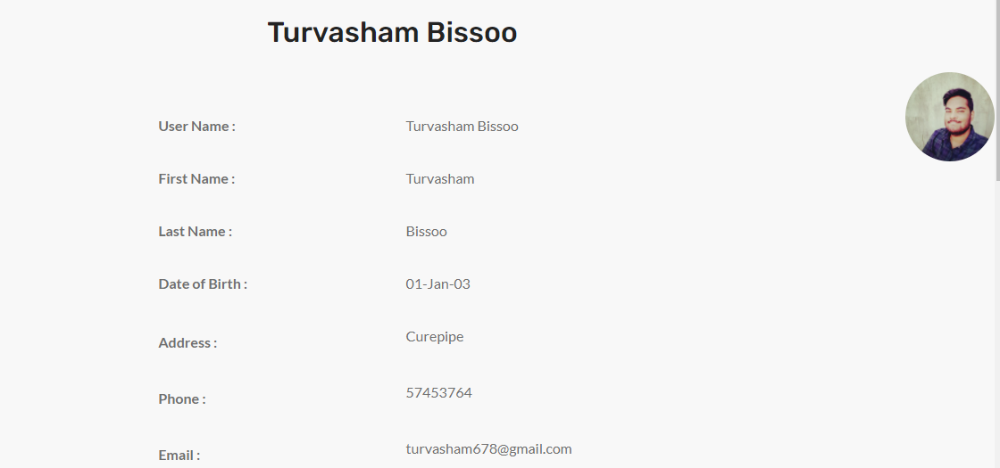 Turvasham Bissoo
User Name : Turvasham Bissoo
First Name : Turvasham
Last Name : Bissoo
Date of Birth : 01-Jan-03
Address : Curepipe
Phone : 57453764
Email : turvasham678@gmail.com